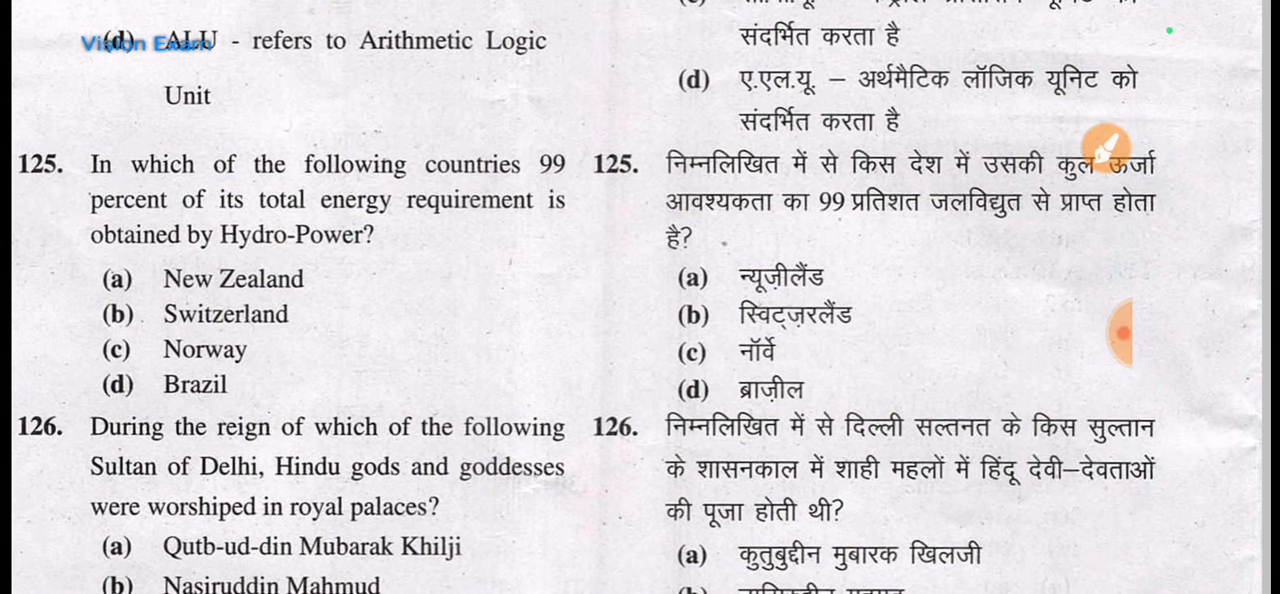 Vision Exam
(d) ALU - refers to Arithmetic Logic
Unit
125. In which of the following countries 99
percent of its total energy requirement is
obtained by Hydro-Power?
(a) New Zealand
(b) Switzerland
(c) Norway
(d) Brazil
126. During the reign of which of the following
Sultan of Delhi, Hindu gods and goddesses
were worshiped in royal palaces?
(a) Qutb-ud-din Mubarak Khilji
(b) Nasiruddin Mahmud
संदर्भित करता है
(d) ए.एल.यू. – अर्थमैटिक लॉजिक यूनिट को
संदर्भित करता है
125. निम्नलिखित में से किस देश में उसकी कुल ऊर्जा
आवश्यकता का 99 प्रतिशत जलविद्युत से प्राप्त होता
है?
(a) न्यूज़ीलैंड
(b) स्विट्ज़रलैंड
(c) नॉर्वे
(d) ब्राज़ील
126. निम्नलिखित में से दिल्ली सल्तनत के किस सुल्तान
के शासनकाल में शाही महलों में हिंदू देवी–देवताओं
की पूजा होती थी?
(a) कुतुबुद्दीन मुबारक खिलजी